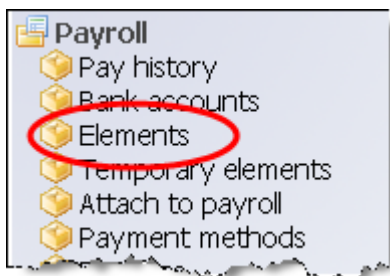 Payroll
Pay history
Bank accounts
Elements
Temporary elements
Attach to payroll
Payment methods